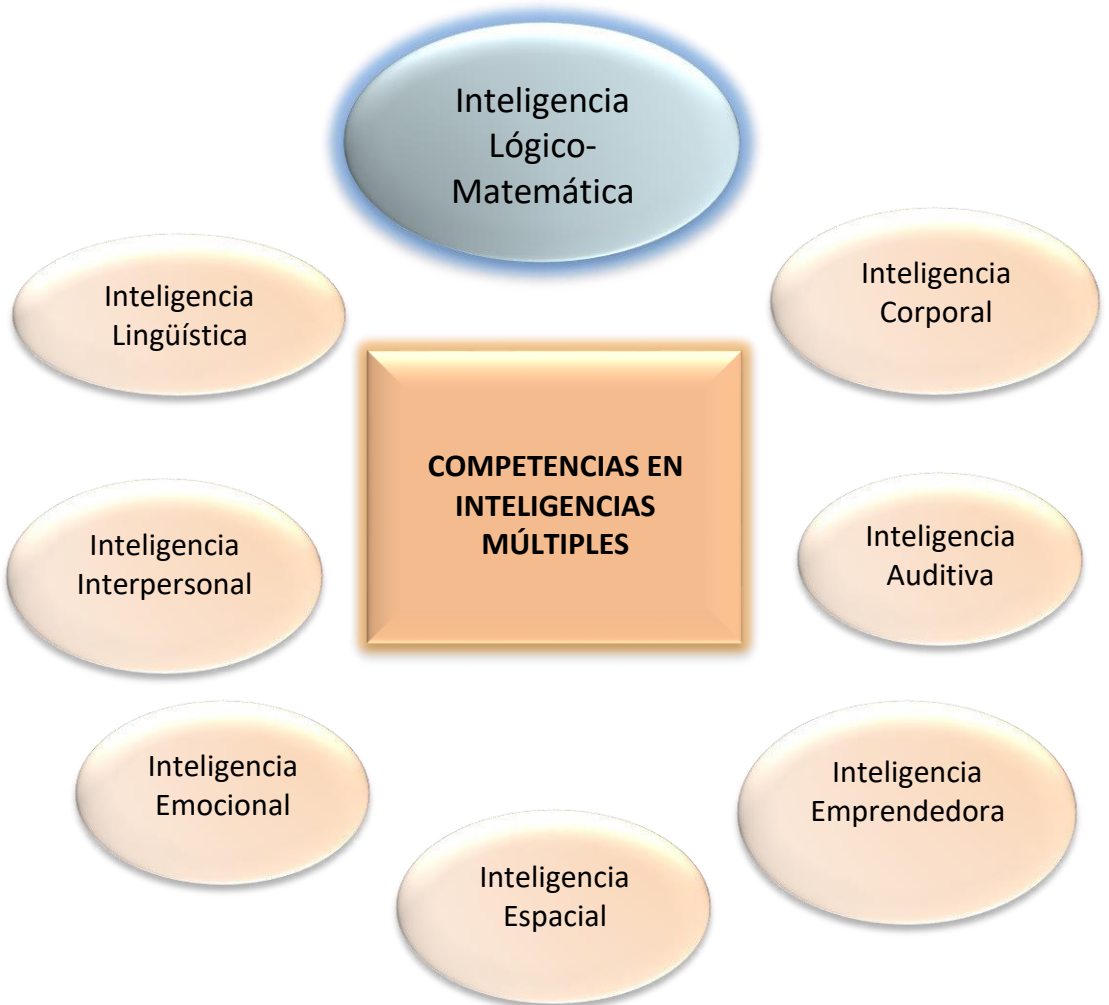 Inteligencia
Lógico-
Matemática
Inteligencia
Lingüística
Inteligencia
Corporal
COMPETENCIAS EN
INTELIGENCIAS
MÚLTIPLES
Inteligencia
Interpersonal
Inteligencia
Auditiva
Inteligencia
Emocional
Inteligencia
Emprendedora
Inteligencia
Espacial